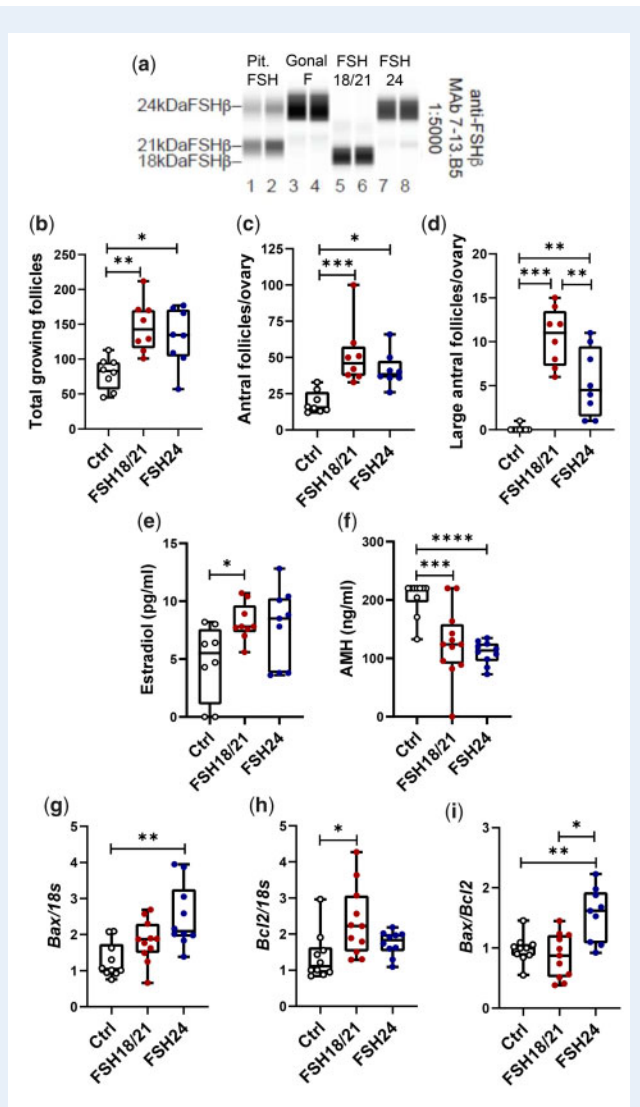 (a)
Pit. Gonal FSH FSH
FSH F 18/21 24
24kDaFSHβ–
21kDaFSHβ–
18kDaFSHβ–
1 2 3 4 5 6 7 8
anti-FSHβ
MAb 7-13.B5
1:5000
(b)
Total growing follicles
250
200
150
100
50
0
*
**
Ctrl
FSH18/21
FSH24
(c)
Antral follicles/ovary
125
100
75
50
25
0
*
***
Ctrl
FSH18/21
FSH24
(d)
Large antral follicles/ovary
20
15
10
5
0
**
*** **
Ctrl
FSH18/21
FSH24
(e)
Estradiol (pg/ml)
15
10
5
0
*
Ctrl
FSH18/21
FSH24
(f)
AMH (ng/ml)
300
200
100
0
****
***
Ctrl
FSH18/21
FSH24
(g)
Bax/18s
5
4
3
2
1
0
**
Ctrl
FSH18/21
FSH24
(h)
Bcl2/18s
5
4
3
2
1
0
*
Ctrl
FSH18/21
FSH24
(i)
Bax/Bcl2
3
2
1
0
*
**
Ctrl
FSH18/21
FSH24